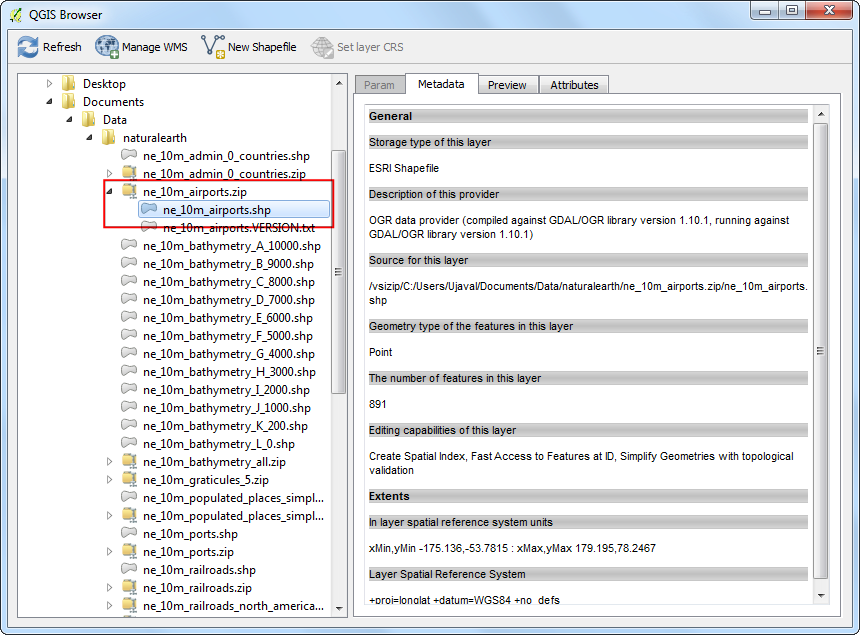 QGIS Browser
Refresh
Manage WMS
New Shapefile
Set layer CRS
Desktop
Documents
Data
naturalearth
ne_10m_admin_0_countries.shp
ne_10m_admin_0_countries.zip
ne_10m_airports.zip
ne_10m_airports.shp
ne_10m_airports.VERSION.txt
ne_10m_bathymetry_A_10000.shp
ne_10m_bathymetry_B_9000.shp
ne_10m_bathymetry_C_8000.shp
ne_10m_bathymetry_D_7000.shp
ne_10m_bathymetry_E_6000.shp
ne_10m_bathymetry_F_5000.shp
ne_10m_bathymetry_G_4000.shp
ne_10m_bathymetry_H_3000.shp
ne_10m_bathymetry_I_2000.shp
ne_10m_bathymetry_J_1000.shp
ne_10m_bathymetry_K_200.shp
ne_10m_bathymetry_L_0.shp
ne_10m_bathymetry_all.zip
ne_10m_graticules_5.zip
ne_10m_populated_places_simpl...
ne_10m_populated_places_simpl...
ne_10m_ports.shp
ne_10m_ports.zip
ne_10m_railroads.shp
ne_10m_railroads.zip
ne_10m_railroads_north_america...
Param
Metadata
Preview
Attributes
General
Storage type of this layer
ESRI Shapefile
Description of this provider
OGR data provider (compiled against GDAL/OGR library version 1.10.1, running against
GDAL/OGR library version 1.10.1)
Source for this layer
/vsizip/C:/Users/Ujaval/Documents/Data/naturalearth/ne_10m_airports.zip/ne_10m_airports.
shp
Geometry type of the features in this layer
Point
The number of features in this layer
891
Editing capabilities of this layer
Create Spatial Index, Fast Access to Features at ID, Simplify Geometries with topological
validation
Extents
In layer spatial reference system units
xMin,yMin -175.136,-53.7815 : xMax,yMax 179.195,78.2467
Layer Spatial Reference System
+proj=longlat +datum=WGS84 +no_defs